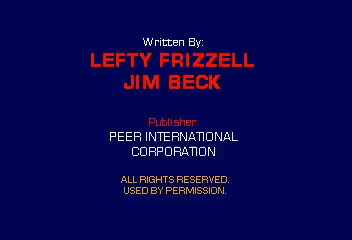 Written By:
LEFTY FRIZZELL
JIM BECK
Publisher:
PEER INTERNATIONAL
CORPORATION
ALL RIGHTS RESERVED.
USED BY PERMISSION.